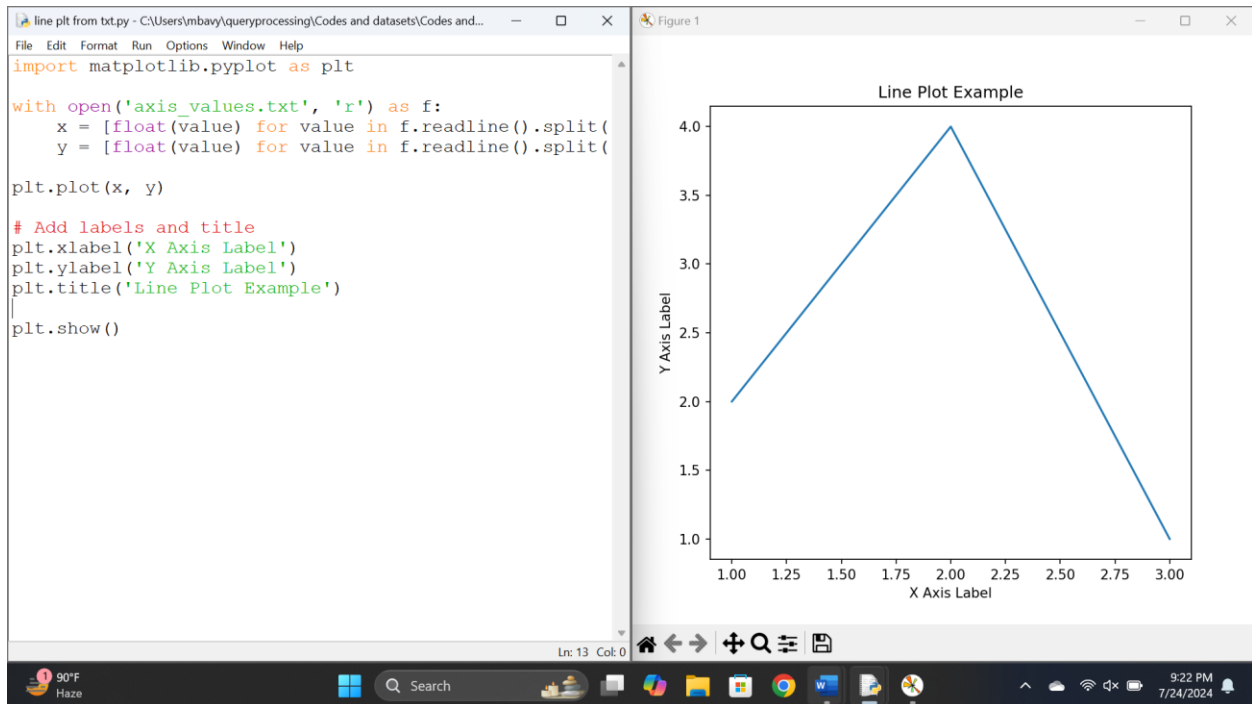 line plt from txt.py - C:\Users\mbavy\queryprocessing\Codes and datasets\Codes and...
File Edit Format Run Options Window Help
import matplotlib.pyplot as plt
with open('axis_values.txt', 'r') as f:
    x = [float(value) for value in f.readline().split(
    y = [float(value) for value in f.readline().split(
plt.plot(x, y)
# Add labels and title
plt.xlabel('X Axis Label')
plt.ylabel('Y Axis Label')
plt.title('Line Plot Example')
plt.show()
Ln: 13 Col: 0
Figure 1
Line Plot Example
Y Axis Label
4.0
3.5
3.0
2.5
2.0
1.5
1.0
1.00 1.25 1.50 1.75 2.00 2.25 2.50 2.75 3.00
X Axis Label
1
90°F
Haze
Search
W
9:22 PM
7/24/2024